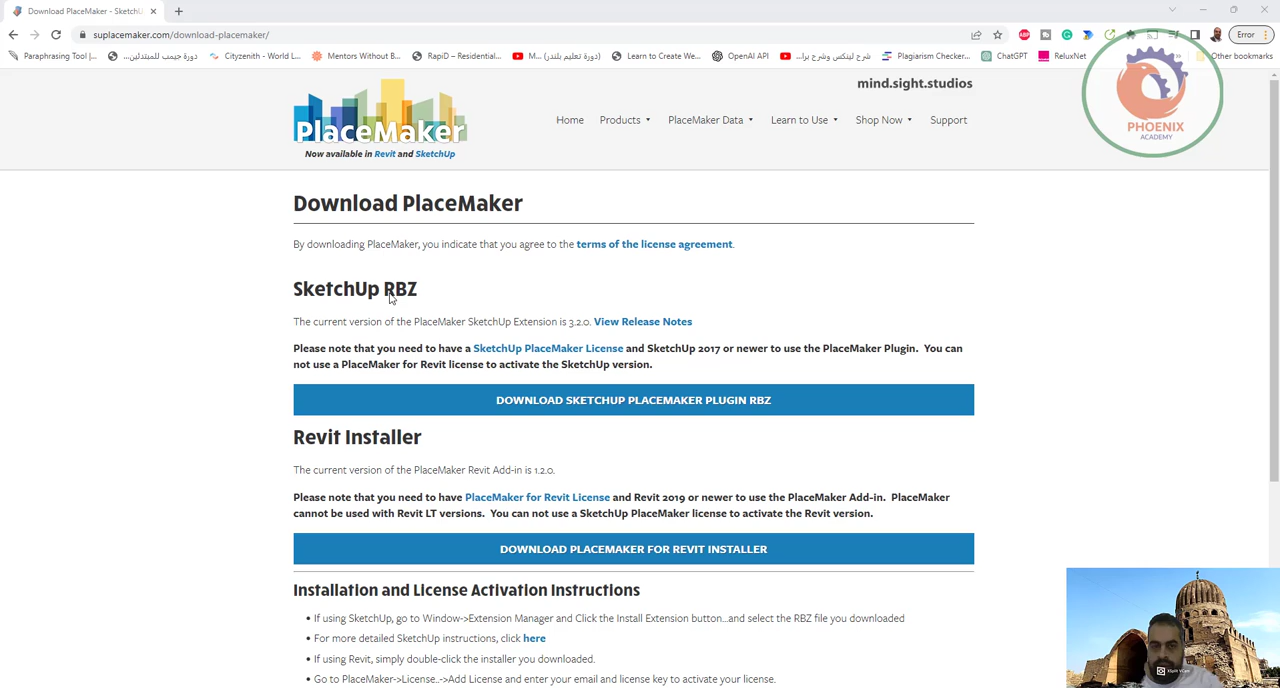 Download PlaceMaker - SketchU
suplacemaker.com/download-placemaker/
Error
Paraphrasing Tool |...
دورة جيمب للمبتدئين...
Cityzenith - World L...
Mentors Without B...
RapiD – Residential...
M... (دورة تعليم بلندر)
Learn to Create We...
OpenAI API
شرح لينكس وشرح برا...
Plagiarism Checker...
ChatGPT
ReluxNet
Other bookmarks
mind.sight.studios
PlaceMaker
Now available in Revit and SketchUp
Home Products PlaceMaker Data Learn to Use Shop Now Support
PHOENIX
ACADEMY
Download PlaceMaker
By downloading PlaceMaker, you indicate that you agree to the terms of the license agreement.
SketchUp RBZ
The current version of the PlaceMaker SketchUp Extension is 3.2.0. View Release Notes
Please note that you need to have a SketchUp PlaceMaker License and SketchUp 2017 or newer to use the PlaceMaker Plugin. You can
not use a PlaceMaker for Revit license to activate the SketchUp version.
DOWNLOAD SKETCHUP PLACEMAKER PLUGIN RBZ
Revit Installer
The current version of the PlaceMaker Revit Add-in is 1.2.0.
Please note that you need to have PlaceMaker for Revit License and Revit 2019 or newer to use the PlaceMaker Add-in. PlaceMaker
cannot be used with Revit LT versions. You can not use a SketchUp PlaceMaker license to activate the Revit version.
DOWNLOAD PLACEMAKER FOR REVIT INSTALLER
Installation and License Activation Instructions
• If using SketchUp, go to Window->Extension Manager and Click the Install Extension button...and select the RBZ file you downloaded
• For more detailed SketchUp instructions, click here
• If using Revit, simply double-click the installer you downloaded.
• Go to PlaceMaker->License..->Add License and enter your email and license key to activate your license.
XSplit VCam